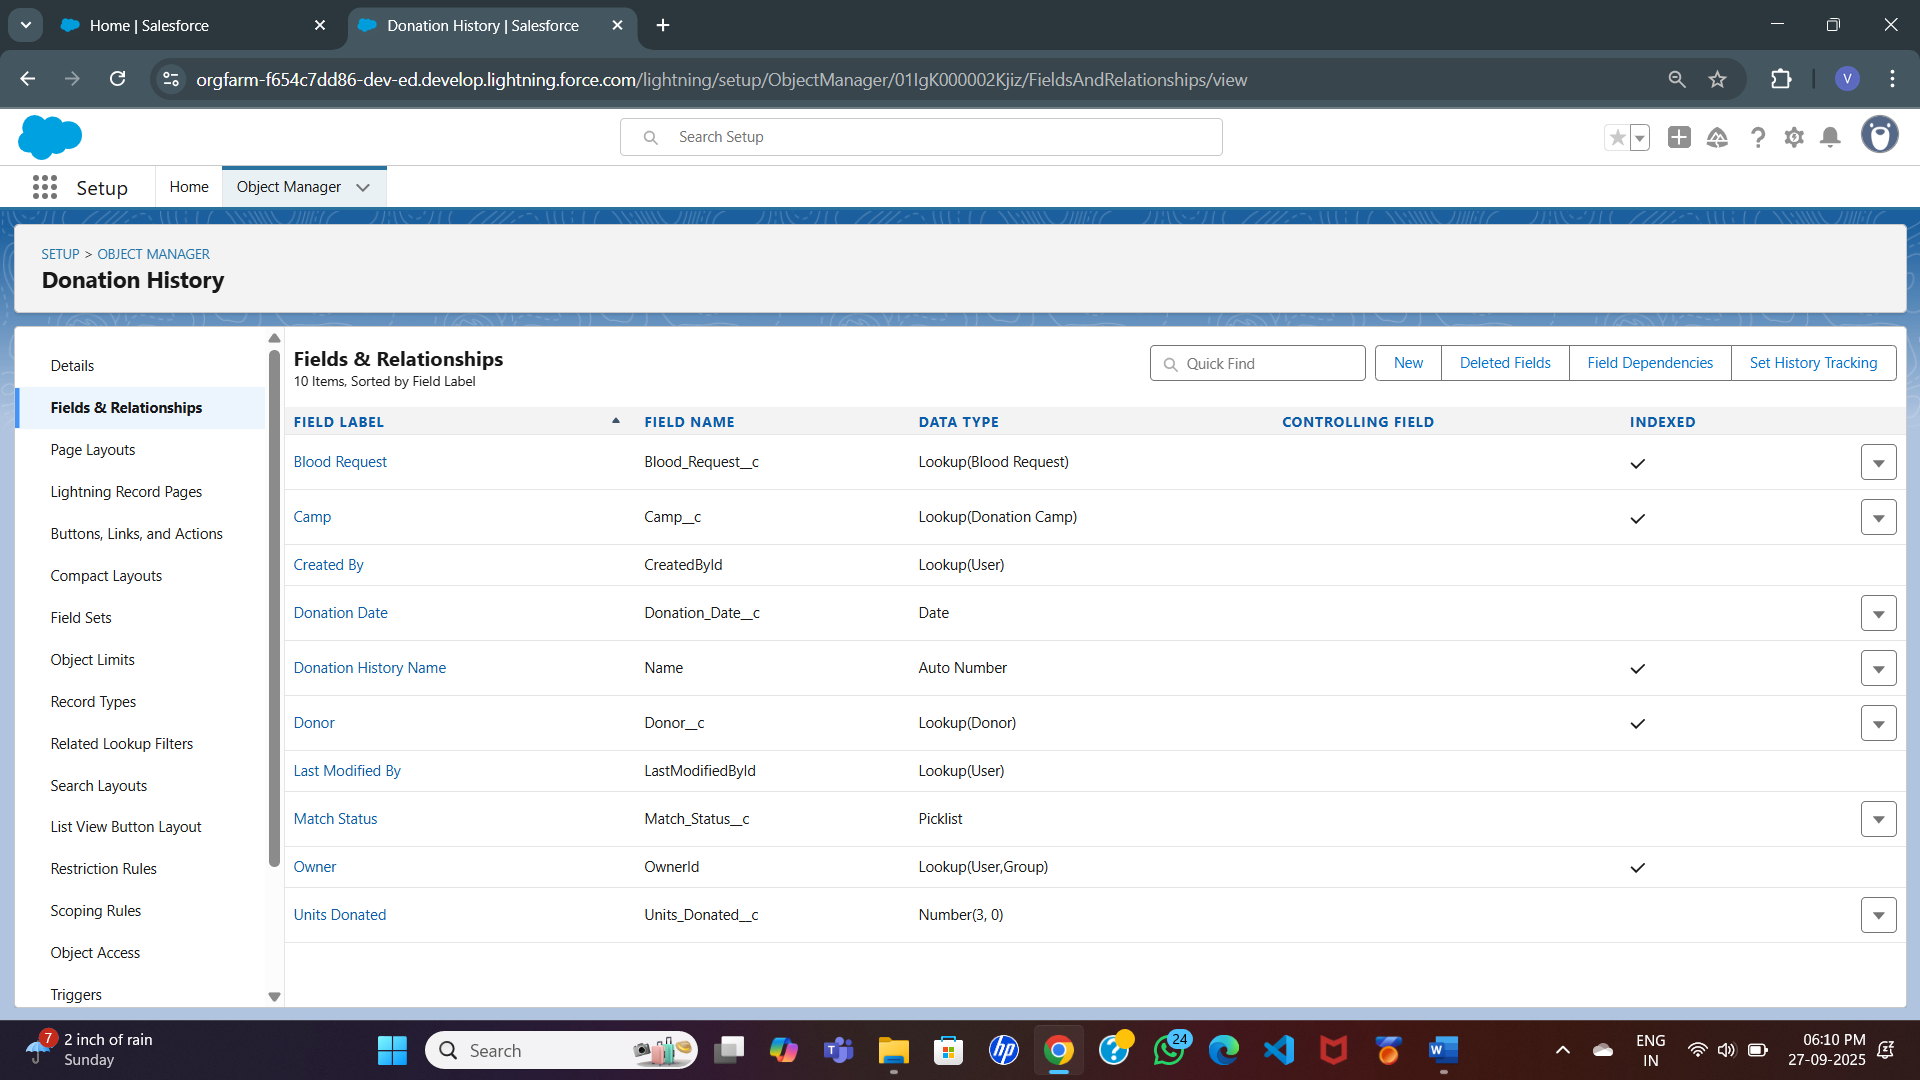 Home | Salesforce
Donation History | Salesforce
orgfarm-f654c7dd86-dev-ed.develop.lightning.force.com/lightning/setup/ObjectManager/01IgK000002Kjiz/FieldsAndRelationships/view
V
Search Setup
Setup
Home
Object Manager
SETUP > OBJECT MANAGER
Donation History
Details
Fields & Relationships
Page Layouts
Lightning Record Pages
Buttons, Links, and Actions
Compact Layouts
Field Sets
Object Limits
Record Types
Related Lookup Filters
Search Layouts
List View Button Layout
Restriction Rules
Scoping Rules
Object Access
Triggers
Fields & Relationships
10 Items, Sorted by Field Label
Quick Find
New
Deleted Fields
Field Dependencies
Set History Tracking
FIELD LABEL FIELD NAME DATA TYPE CONTROLLING FIELD INDEXED
Blood Request Blood_Request__c Lookup(Blood Request)
Camp Camp__c Lookup(Donation Camp)
Created By CreatedById Lookup(User)
Donation Date Donation_Date__c Date
Donation History Name Name Auto Number
Donor Donor__c Lookup(Donor)
Last Modified By LastModifiedById Lookup(User)
Match Status Match_Status__c Picklist
Owner OwnerId Lookup(User,Group)
Units Donated Units_Donated__c Number(3, 0)
7
2 inch of rain
Sunday
Search
T
hp
?
24
W
ENG
IN
06:10 PM
27-09-2025